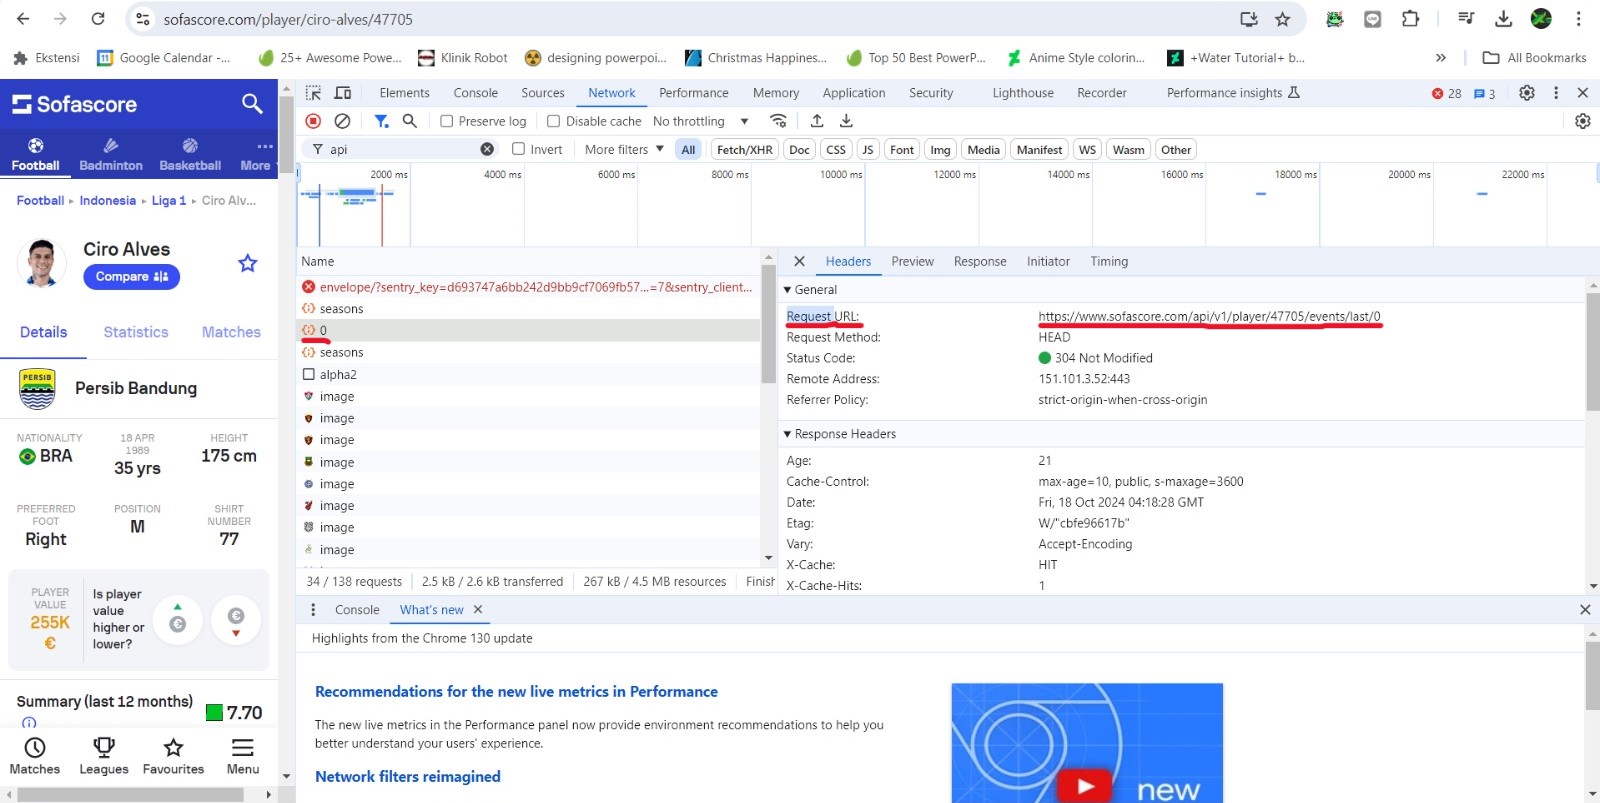 sofascore.com/player/ciro-alves/47705
Ekstensi
Google Calendar -...
25+ Awesome Powe...
Klinik Robot
designing powerpoi...
Christmas Happines...
Top 50 Best PowerP...
Anime Style colorin...
+Water Tutorial+ b...
»
All Bookmarks
Sofascore
Football
Badminton
Basketball
More
Football ▸ Indonesia ▸ Liga 1 ▸ Ciro Alv...
Ciro Alves
Compare
Details
Statistics
Matches
Persib Bandung
NATIONALITY
BRA
18 APR
1989
35 yrs
HEIGHT
175 cm
PREFERRED
FOOT
Right
POSITION
M
SHIRT
NUMBER
77
PLAYER
VALUE
255K
€
Is player
value
higher or
lower?
Summary (last 12 months)
7.70
Matches
Leagues
Favourites
Menu
Elements
Console
Sources
Network
Performance
Memory
Application
Security
Lighthouse
Recorder
Performance insights
28
3
Preserve log
Disable cache
No throttling
api
Invert
More filters
All
Fetch/XHR
Doc
CSS
JS
Font
Img
Media
Manifest
WS
Wasm
Other
2000 ms
4000 ms
6000 ms
8000 ms
10000 ms
12000 ms
14000 ms
16000 ms
18000 ms
20000 ms
22000 ms
Name
envelope/?sentry_key=d693747a6bb242d9bb9cf7069fb57...=7&sentry_client...
seasons
0
seasons
alpha2
image
image
image
image
image
image
image
image
34 / 138 requests
2.5 kB / 2.6 kB transferred
267 kB / 4.5 MB resources
Finish
Headers
Preview
Response
Initiator
Timing
General
Request URL: https://www.sofascore.com/api/v1/player/47705/events/last/0
Request Method: HEAD
Status Code: 304 Not Modified
Remote Address: 151.101.3.52:443
Referrer Policy: strict-origin-when-cross-origin
Response Headers
Age: 21
Cache-Control: max-age=10, public, s-maxage=3600
Date: Fri, 18 Oct 2024 04:18:28 GMT
Etag: W/"cbfe96617b"
Vary: Accept-Encoding
X-Cache: HIT
X-Cache-Hits: 1
Console
What's new
Highlights from the Chrome 130 update
Recommendations for the new live metrics in Performance
The new live metrics in the Performance panel now provide environment recommendations to help you
better understand your users' experience.
Network filters reimagined
new